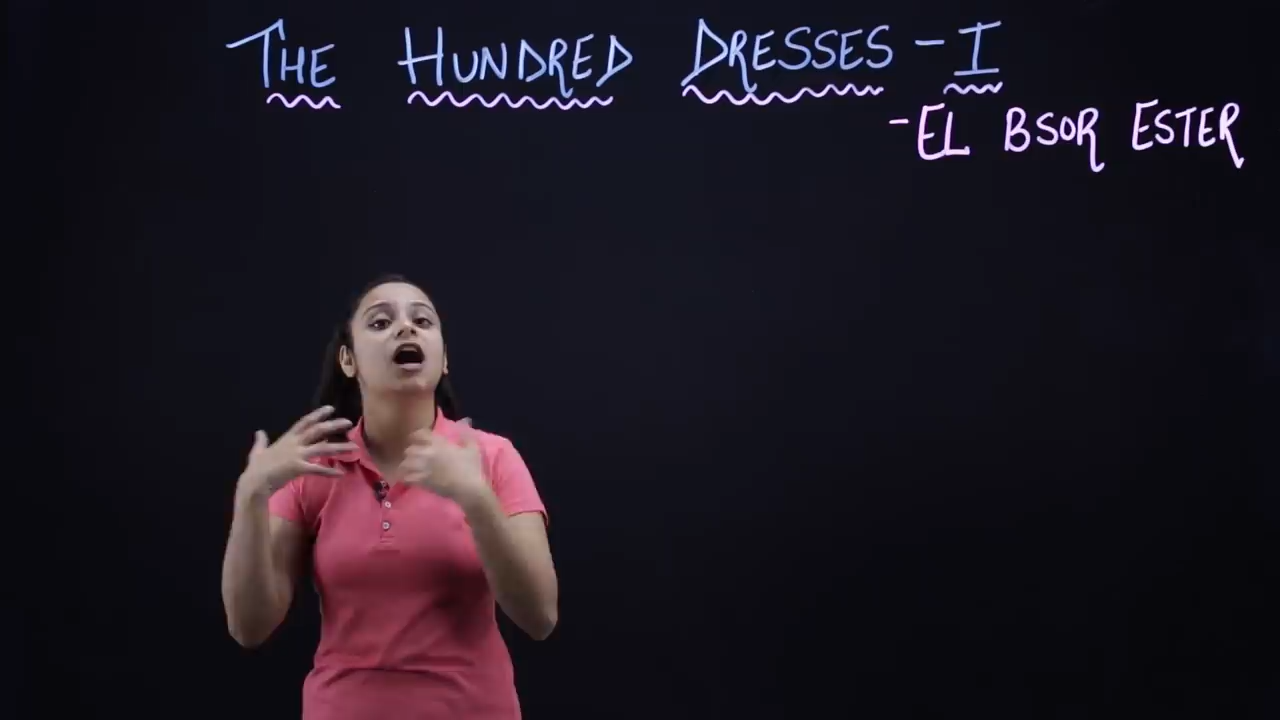 THE HUNDRED DRESSES - I
- EL BSOR ESTER